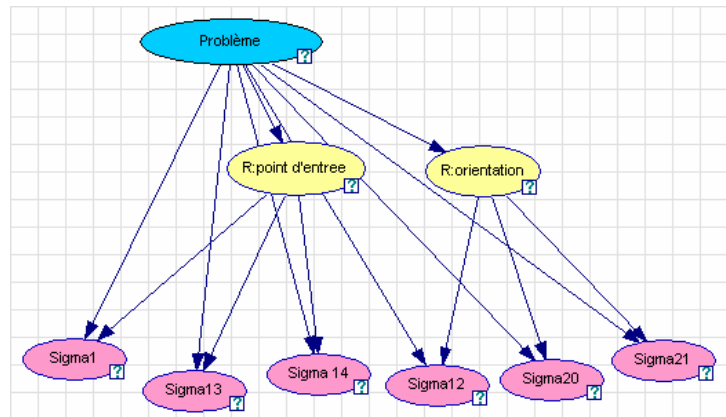 Problème
?
R:point d'entree
?
R:orientation
?
Sigma1
?
Sigma13
?
Sigma 14
?
Sigma12
?
Sigma20
?
Sigma21
?